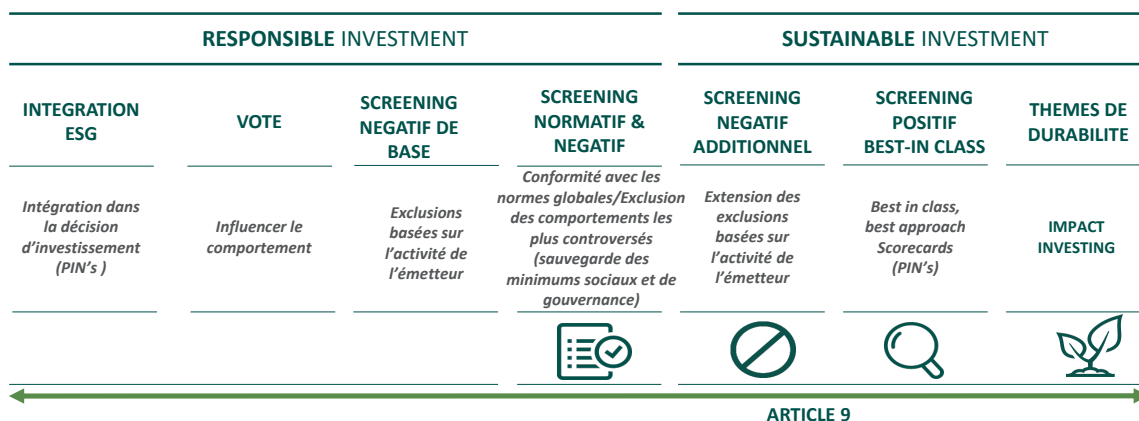 RESPONSIBLE INVESTMENT
SUSTAINABLE INVESTMENT
INTEGRATION
ESG
VOTE
SCREENING
NEGATIF DE
BASE
SCREENING
NORMATIF &
NEGATIF
SCREENING
NEGATIF
ADDITIONNEL
SCREENING
POSITIF
BEST-IN CLASS
THEMES DE
DURABILITE
Intégration dans
la décision
d’investissement
(PIN’s )
Influencer le
comportement
Exclusions
basées sur
l’activité de
l’émetteur
Conformité avec les
normes globales/Exclusion
des comportements les
plus controversés
(sauvegarde des
minimums sociaux et de
gouvernance)
Extension des
exclusions
basées sur
l’activité de
l’émetteur
Best in class,
best approach
Scorecards
(PIN’s)
IMPACT
INVESTING
ARTICLE 9